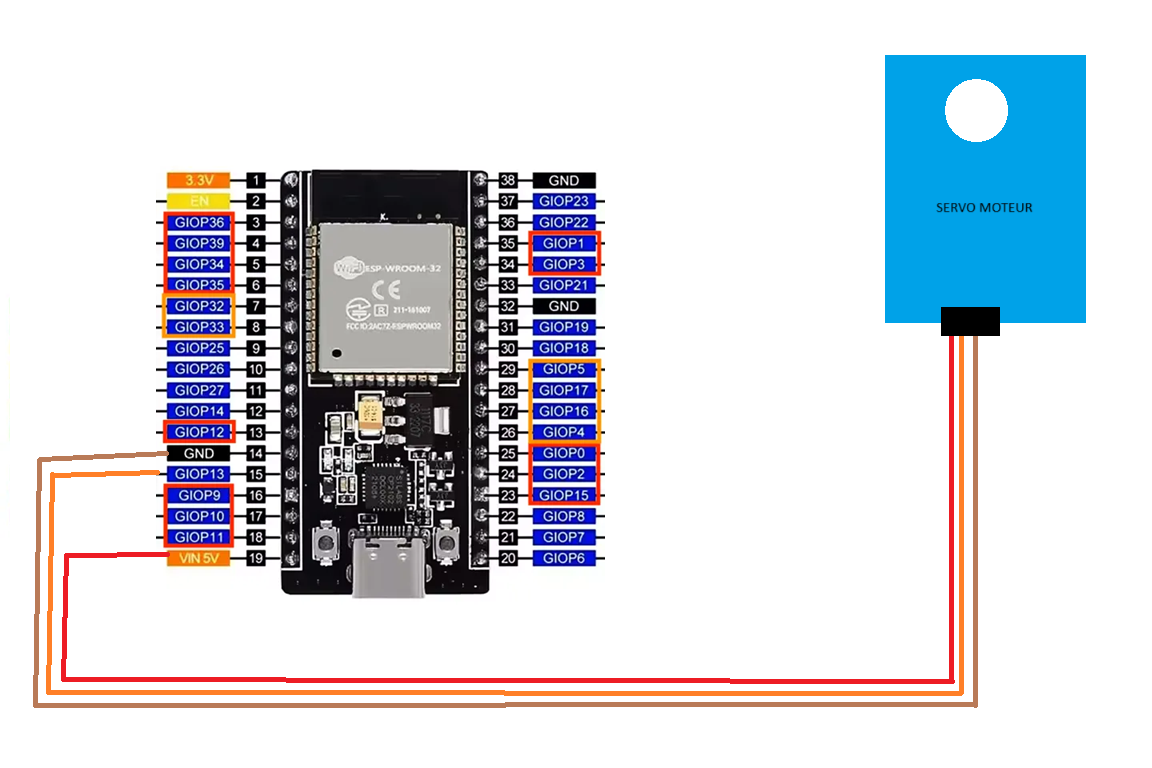 3.3V 1
EN 2
GIOP36 3
GIOP39 4
GIOP34 5
GIOP35 6
GIOP32 7
GIOP33 8
GIOP25 9
GIOP26 10
GIOP27 11
GIOP14 12
GIOP12 13
GND 14
GIOP13 15
GIOP9 16
GIOP10 17
GIOP11 18
VIN 5V 19
WiFi ESP-WROOM-32
CE
R 211-161007
FCC ID:2AC7Z-ESPWROOM32
38 GND
37 GIOP23
36 GIOP22
35 GIOP1
34 GIOP3
33 GIOP21
32 GND
31 GIOP19
30 GIOP18
29 GIOP5
28 GIOP17
27 GIOP16
26 GIOP4
25 GIOP0
24 GIOP2
23 GIOP15
22 GIOP8
21 GIOP7
20 GIOP6
SERVO MOTEUR